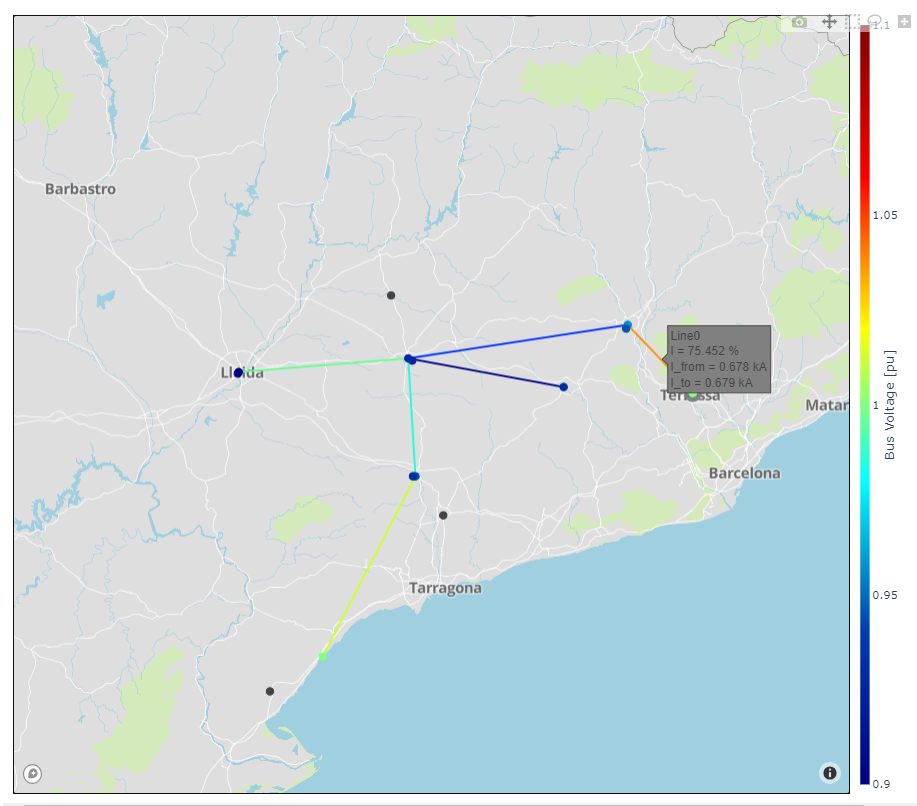 1.1
Barbastro
1.05
Line0
I = 75.452 %
I_from = 0.678 kA
I_to = 0.679 kA
Lleida
Terrassa
Matar
1
Bus Voltage [pu]
Barcelona
Tarragona
0.95
0.9